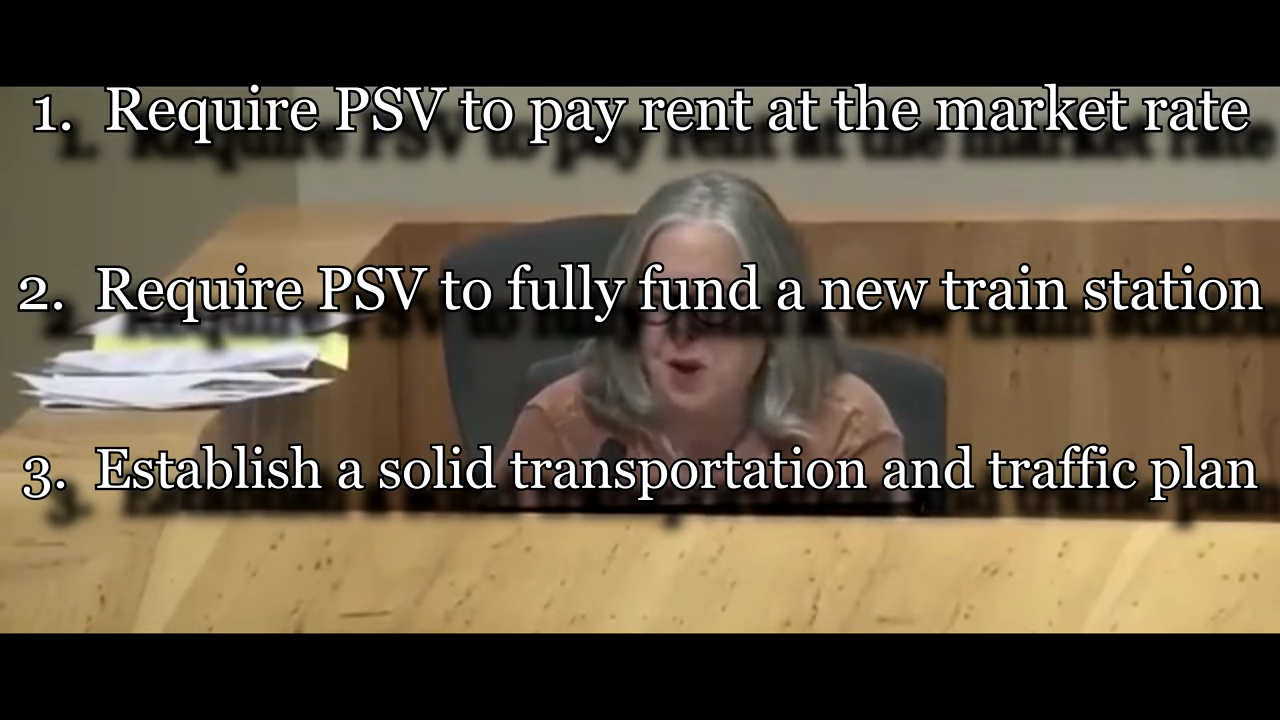 1. Require PSV to pay rent at the market rate
2. Require PSV to fully fund a new train station
3. Establish a solid transportation and traffic plan